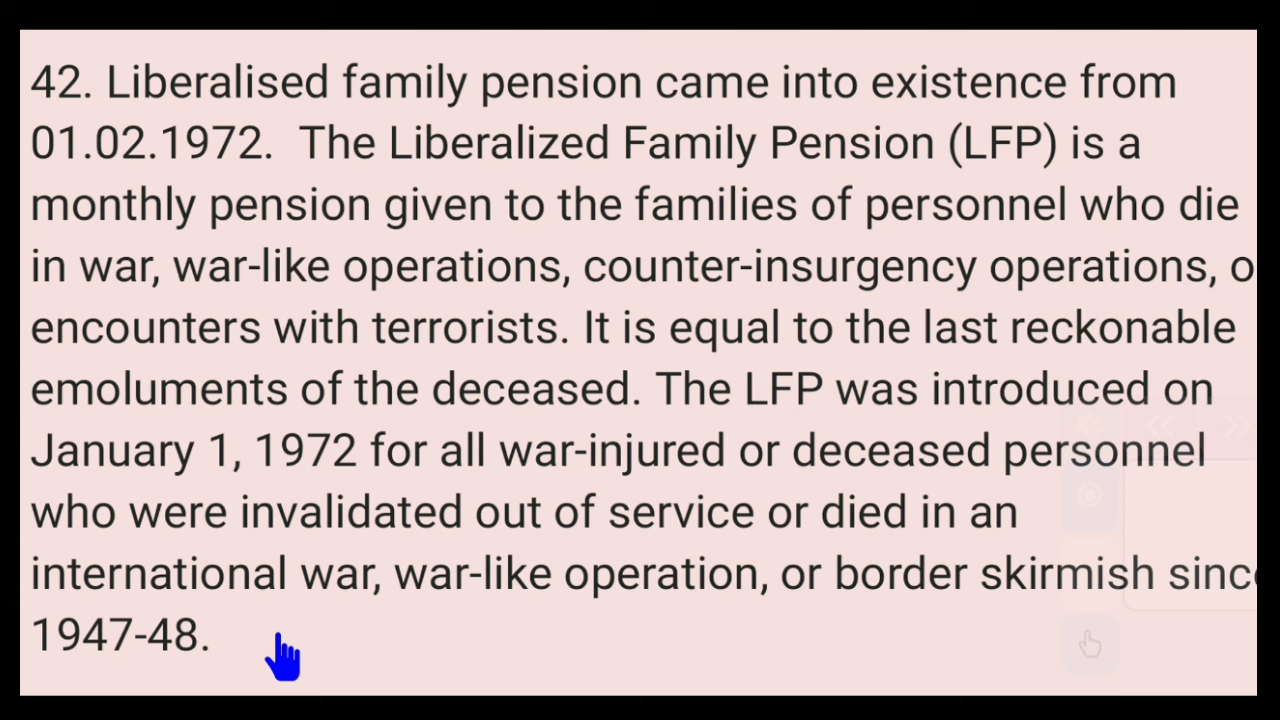 42. Liberalised family pension came into existence from
01.02.1972. The Liberalized Family Pension (LFP) is a
monthly pension given to the families of personnel who die
in war, war-like operations, counter-insurgency operations, o
encounters with terrorists. It is equal to the last reckonable
emoluments of the deceased. The LFP was introduced on
January 1, 1972 for all war-injured or deceased personnel
who were invalidated out of service or died in an
international war, war-like operation, or border skirmish sinc
1947-48.